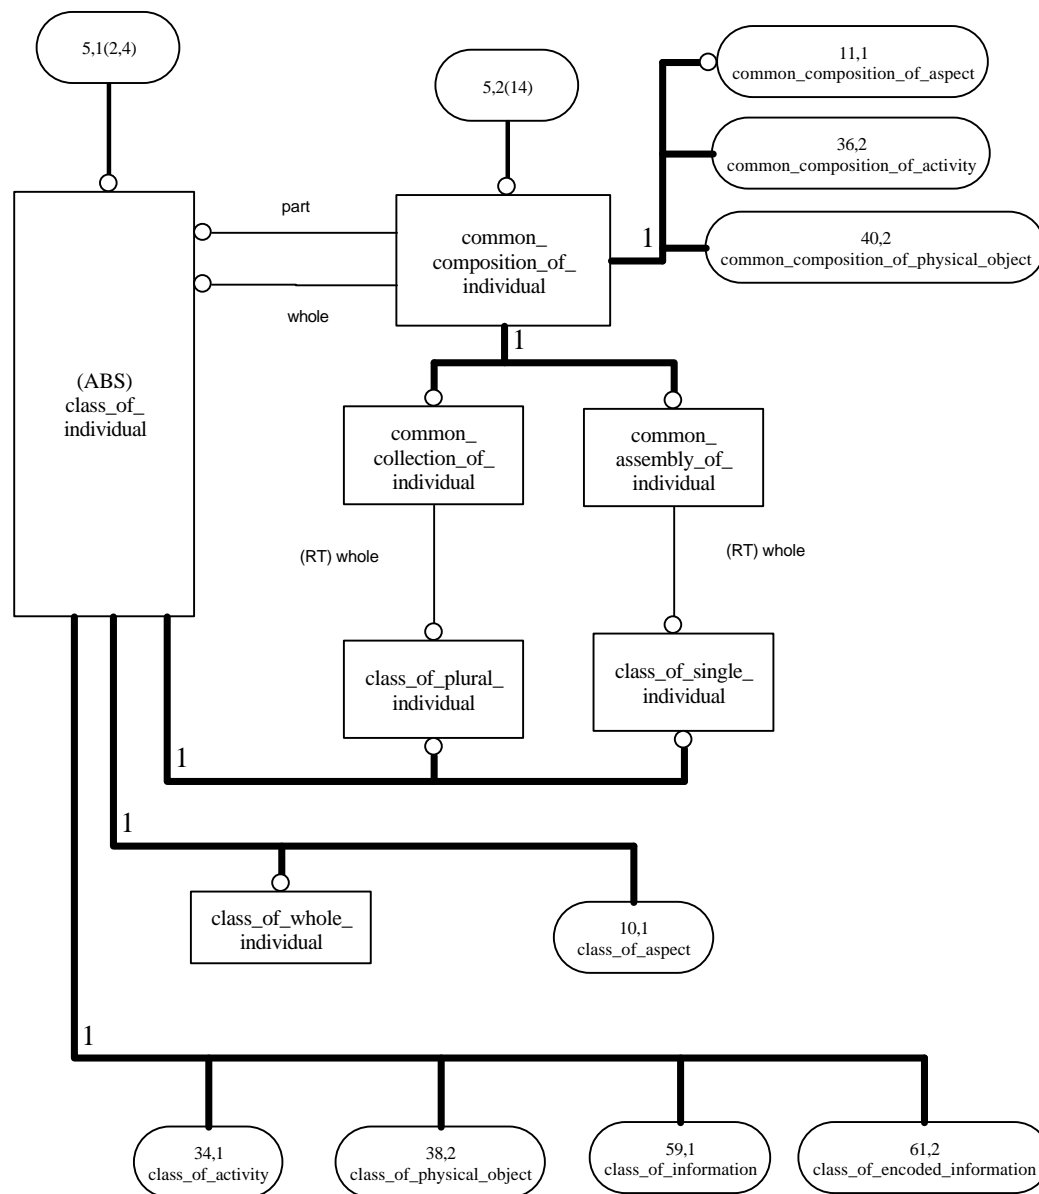 5,1(2,4)
5,2(14)
11,1
common_composition_of_aspect
36,2
common_composition_of_activity
40,2
common_composition_of_physical_object
part
whole
common_
composition_of_
individual
1
1
(ABS)
class_of_
individual
common_
collection_of_
individual
common_
assembly_of_
individual
(RT) whole
(RT) whole
class_of_plural_
individual
class_of_single_
individual
1
1
class_of_whole_
individual
10,1
class_of_aspect
1
34,1
class_of_activity
38,2
class_of_physical_object
59,1
class_of_information
61,2
class_of_encoded_information